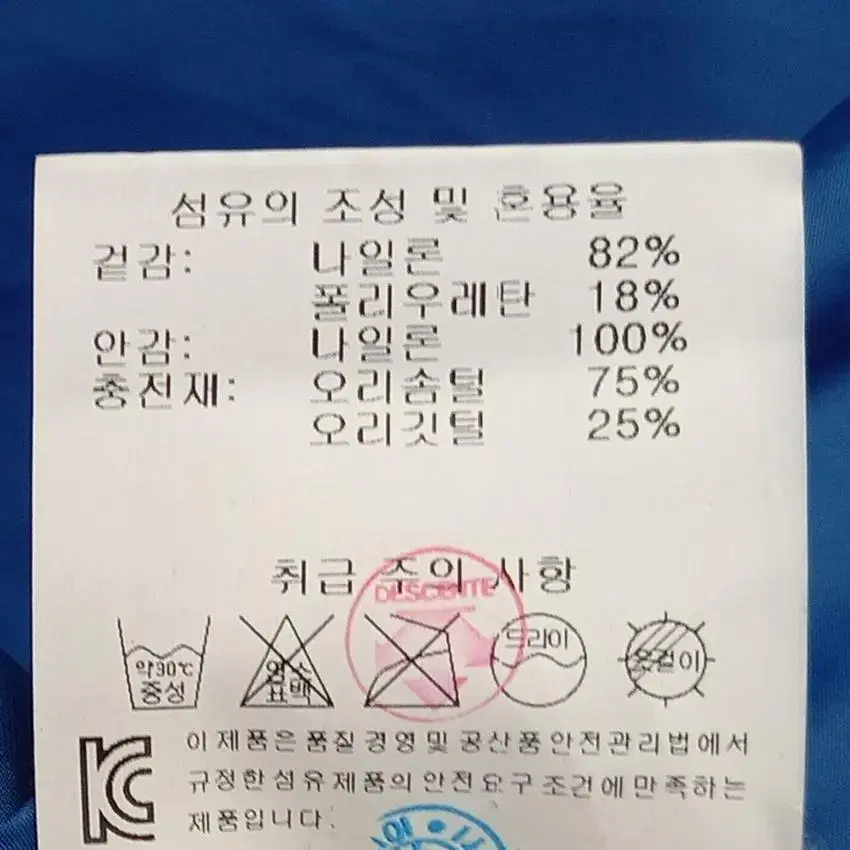 섬유의 조성 및 혼용율
겉감: 나일론 82%
폴리우레탄 18%
안감: 나일론 100%
충전재: 오리솜털 75%
오리깃털 25%
취급 주의 사항
DESCENTE
약30℃
중성
염소
표백
드라이
옷걸이
이 제품은 품질 경영및 공산품 안전관리법에서
규정한 섬유제품의 안전요구 조건에 만족하는
제품입니다.